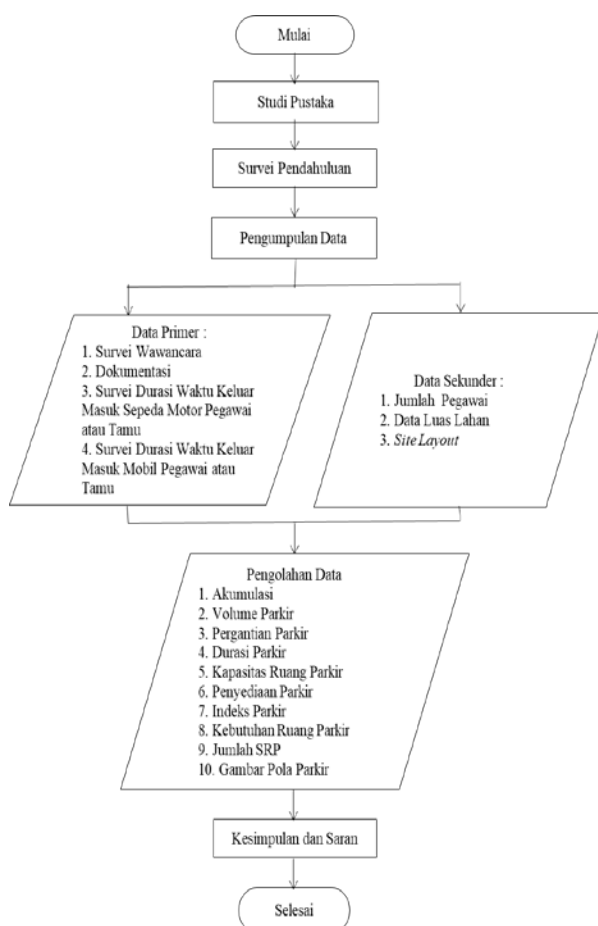 Mulai
Studi Pustaka
Survei Pendahuluan
Pengumpulan Data
Data Primer :
1. Survei Wawancara
2. Dokumentasi
3. Survei Durasi Waktu Keluar
Masuk Sepeda Motor Pegawai
atau Tamu
4. Survei Durasi Waktu Keluar
Masuk Mobil Pegawai atau
Tamu
Data Sekunder :
1. Jumlah Pegawai
2. Data Luas Lahan
3. Site Layout
Pengolahan Data
1. Akumulasi
2. Volume Parkir
3. Pergantian Parkir
4. Durasi Parkir
5. Kapasitas Ruang Parkir
6. Penyediaan Parkir
7. Indeks Parkir
8. Kebutuhan Ruang Parkir
9. Jumlah SRP
10. Gambar Pola Parkir
Kesimpulan dan Saran
Selesai